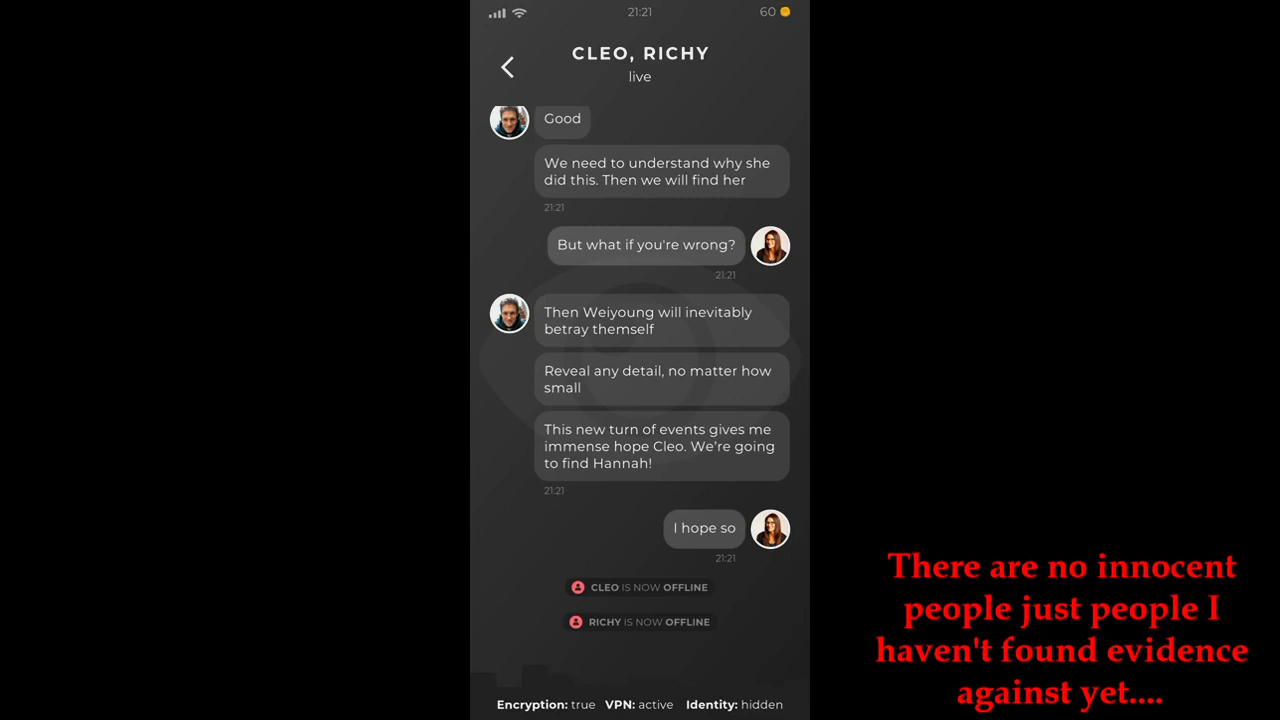 21:21
60
CLEO, RICHY
live
Good
We need to understand why she
did this. Then we will find her
21:21
But what if you're wrong?
21:21
Then Weiyoung will inevitably
betray themself
Reveal any detail, no matter how
small
This new turn of events gives me
immense hope Cleo. We're going
to find Hannah!
21:21
I hope so
21:21
CLEO IS NOW OFFLINE
RICHY IS NOW OFFLINE
Encryption: true VPN: active Identity: hidden
There are no innocent
people just people I
haven't found evidence
against yet....